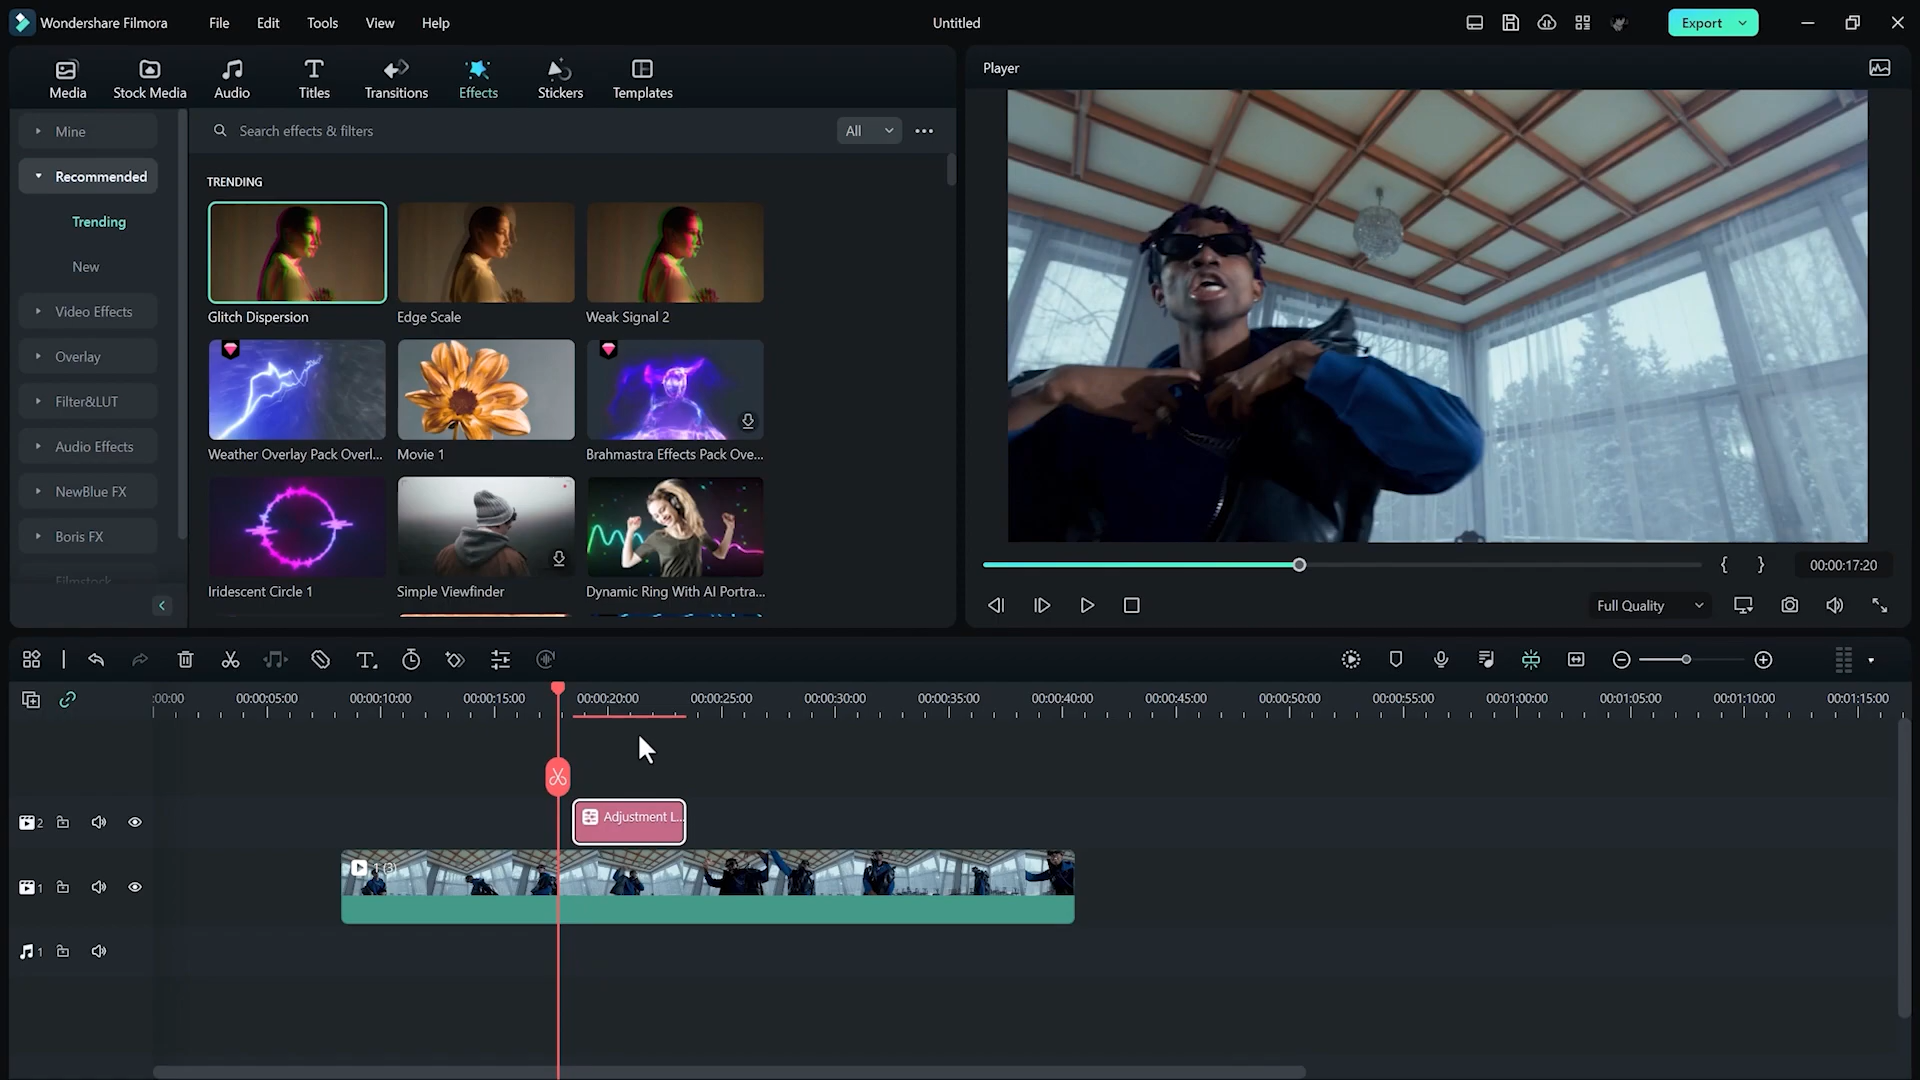 Wondershare Filmora File Edit Tools View Help Untitled Export
Media Stock Media Audio Titles Transitions Effects Stickers Templates
Player
Mine
Search effects & filters All
Recommended
TRENDING
Trending
New
Video Effects
Glitch Dispersion Edge Scale Weak Signal 2
Overlay
Filter&LUT
Audio Effects
Weather Overlay Pack Overl... Movie 1 Brahmastra Effects Pack Ove...
NewBlue FX
Boris FX
Filmstock
Iridescent Circle 1 Simple Viewfinder Dynamic Ring With AI Portra...
{ } 00:00:17:20
Full Quality
:00:00 00:00:05:00 00:00:10:00 00:00:15:00 00:00:20:00 00:00:25:00 00:00:30:00 00:00:35:00 00:00:40:00 00:00:45:00 00:00:50:00 00:00:55:00 00:01:00:00 00:01:05:00 00:01:10:00 00:01:15:00
2 Adjustment L...
1 (3)
1
1